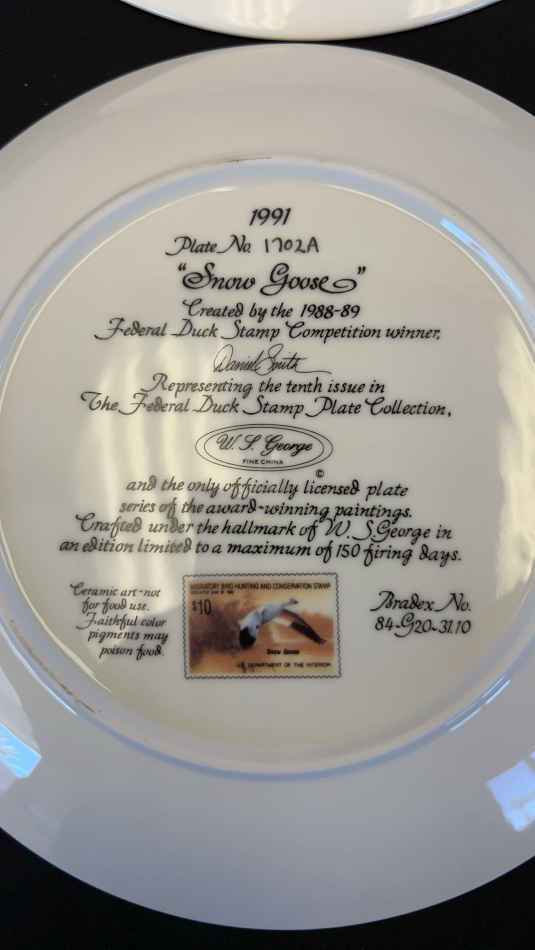 1991
Plate No. 1702A
"Snow Goose"
Created by the 1988-89
Federal Duck Stamp Competition winner,
Daniel Smith
Representing the tenth issue in
The Federal Duck Stamp Plate Collection,
W. S. George
FINE CHINA
©
and the only officially licensed plate
series of the award-winning paintings.
Crafted under the hallmark of W. S. George in
an edition limited to a maximum of 150 firing days.
Ceramic art-not
for food use.
Faithful color
pigments may
poison food.
MIGRATORY BIRD HUNTING AND CONSERVATION STAMP
$10
Snow Goose
U.S. DEPARTMENT OF THE INTERIOR
Bradex No.
84-G20-31.10